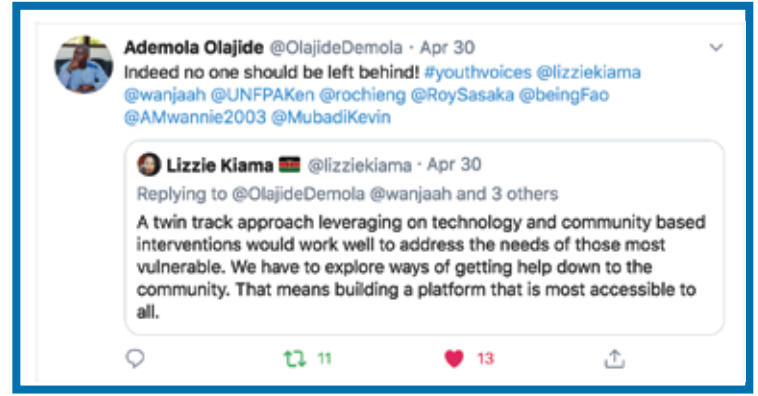 Ademola Olajide @OlajideDemola · Apr 30
Indeed no one should be left behind! #youthvoices @lizziekiama
@wanjaah @UNFPAKen @rochieng @RoySasaka @beingFao
@AMwannie2003 @MubadiKevin
Lizzie Kiama 🇰🇪 @lizziekiama · Apr 30
Replying to @OlajideDemola @wanjaah and 3 others
A twin track approach leveraging on technology and community based
interventions would work well to address the needs of those most
vulnerable. We have to explore ways of getting help down to the
community. That means building a platform that is most accessible to
all.
11 13